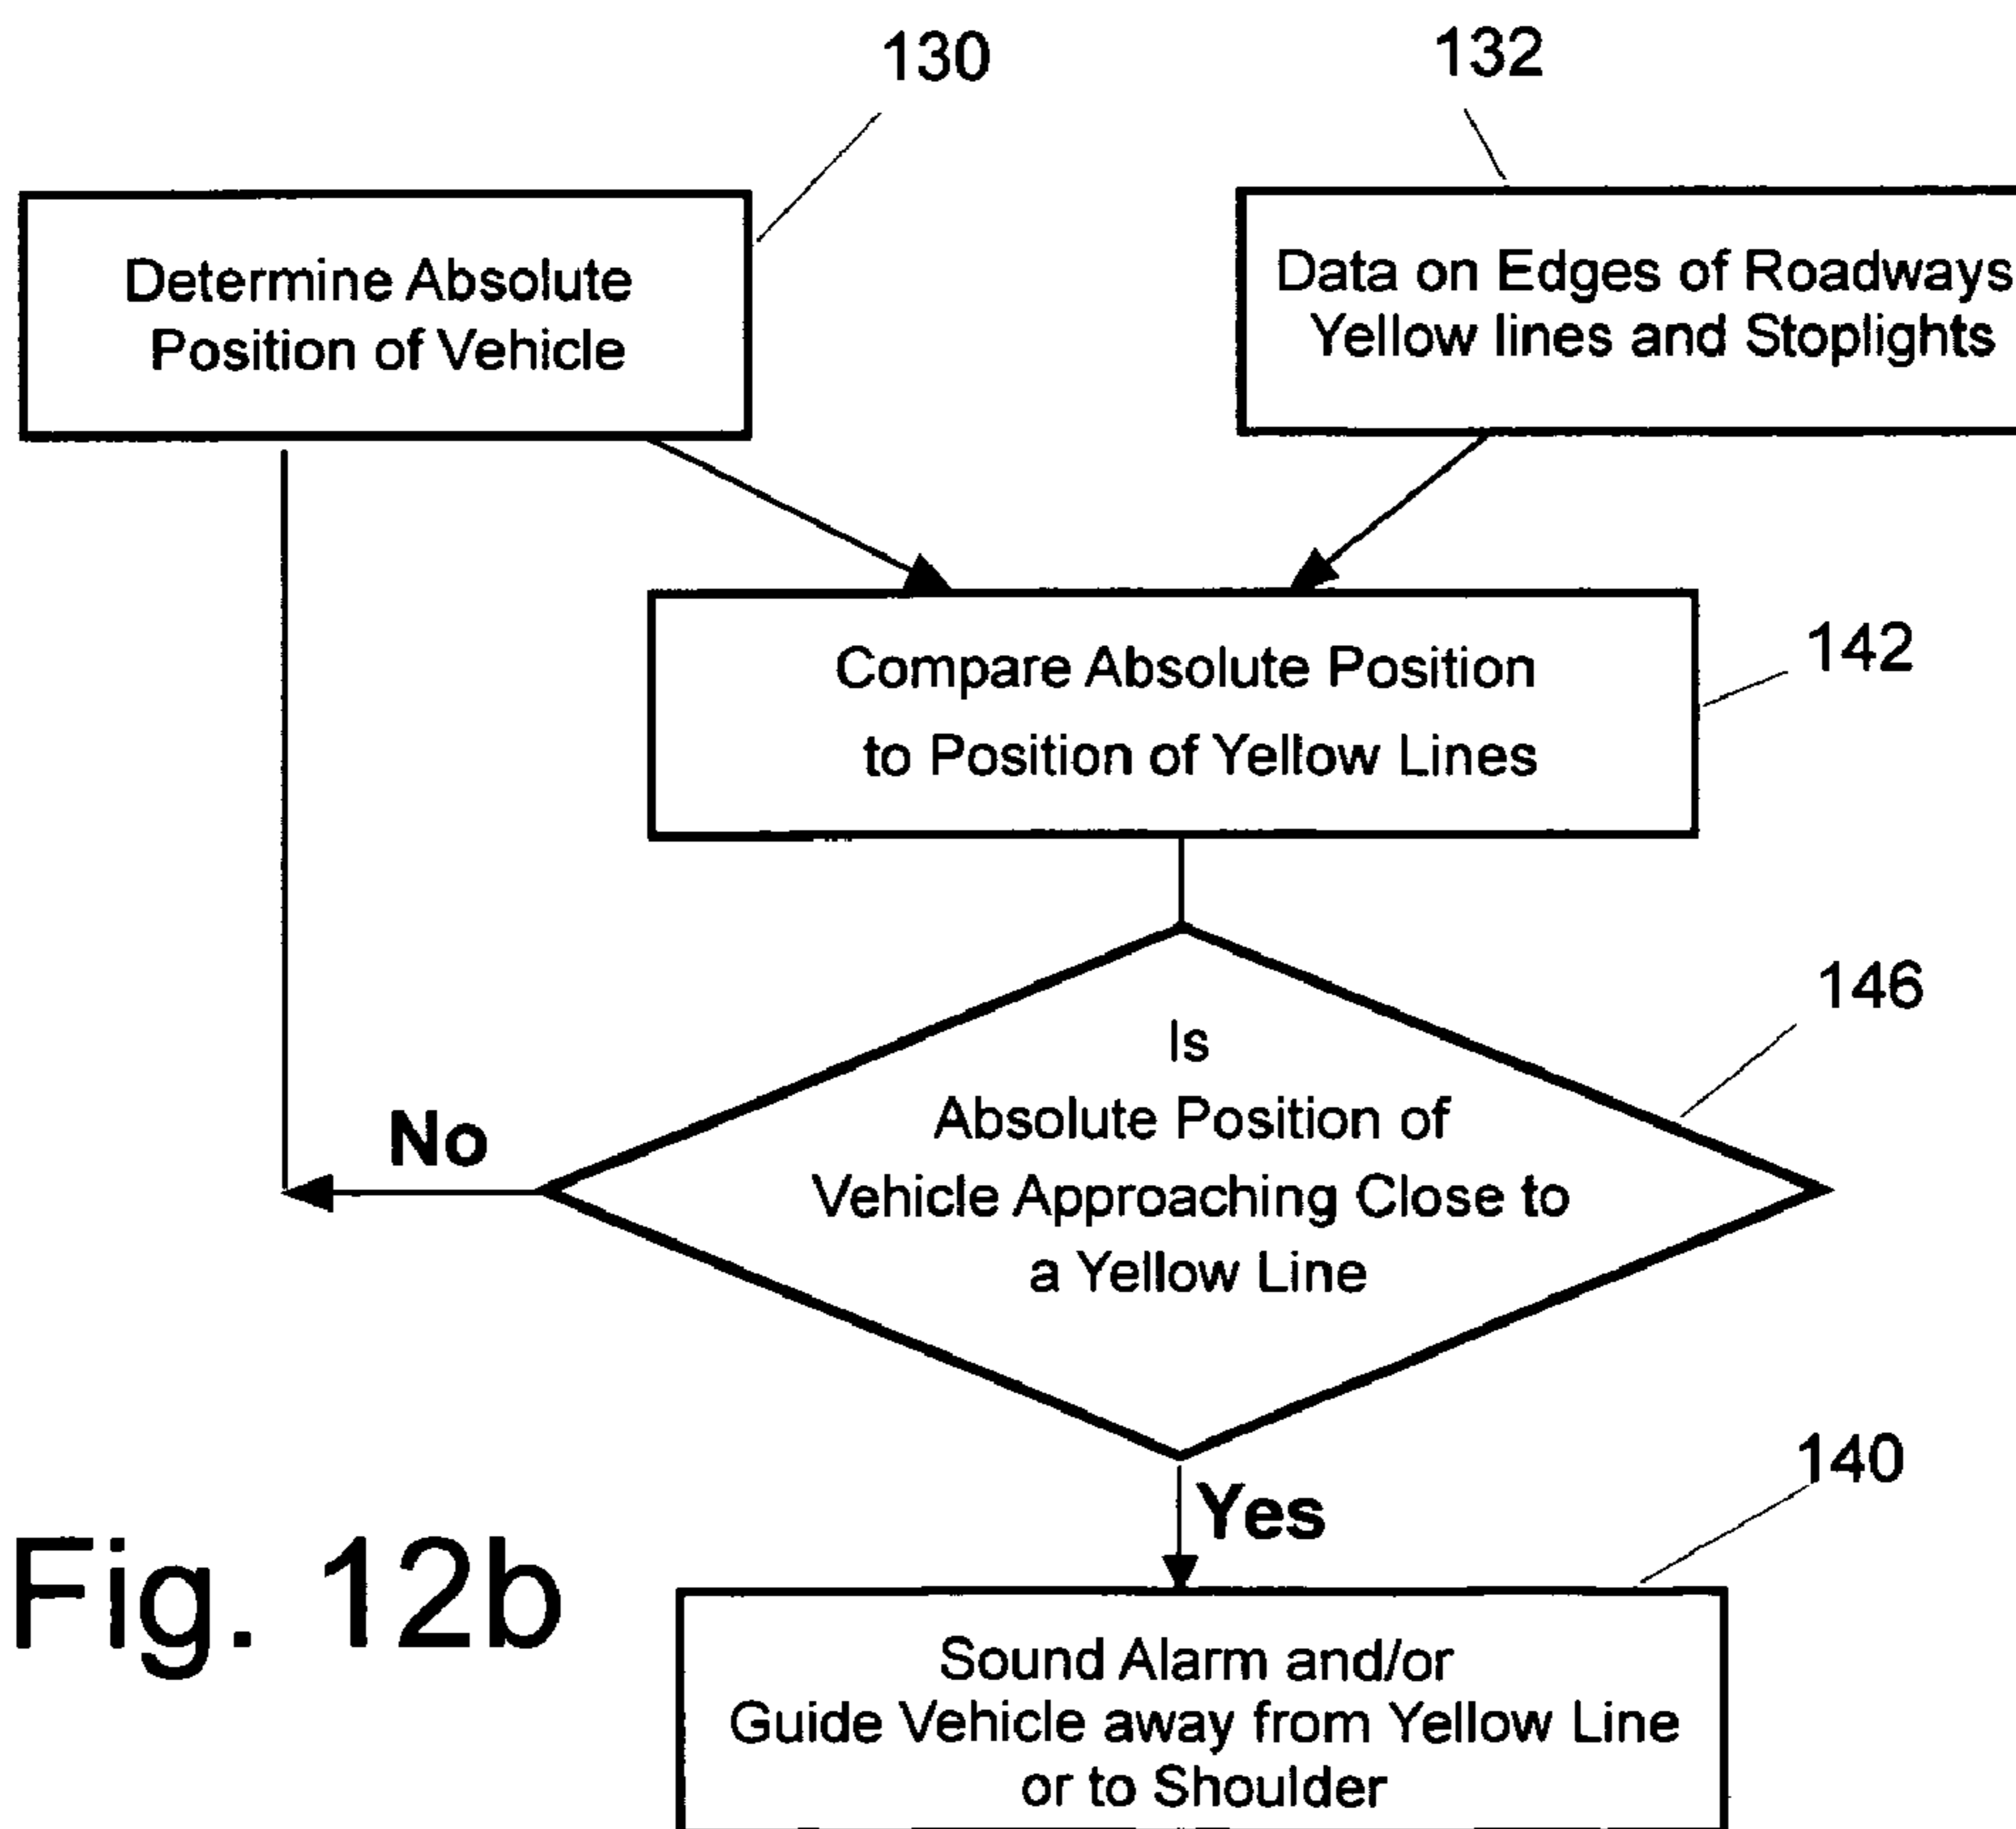 130
132
Determine Absolute
Position of Vehicle
Data on Edges of Roadways
Yellow lines and Stoplights
Compare Absolute Position
to Position of Yellow Lines
142
Is
Absolute Position of
Vehicle Approaching Close to
a Yellow Line
146
No
Yes
140
Sound Alarm and/or
Guide Vehicle away from Yellow Line
or to Shoulder
Fig. 12b